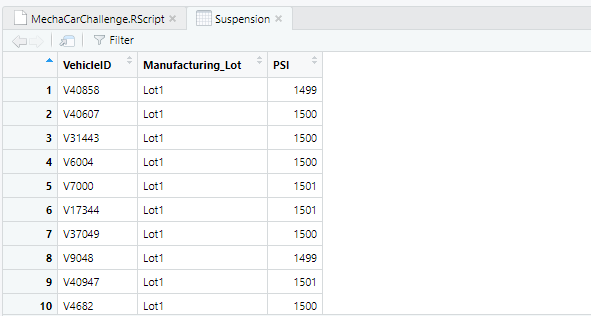 MechaCarChallenge.RScript × Suspension ×
Filter
VehicleID Manufacturing_Lot PSI
1 V40858 Lot1 1499
2 V40607 Lot1 1500
3 V31443 Lot1 1500
4 V6004 Lot1 1500
5 V7000 Lot1 1501
6 V17344 Lot1 1501
7 V37049 Lot1 1500
8 V9048 Lot1 1499
9 V40947 Lot1 1501
10 V4682 Lot1 1500